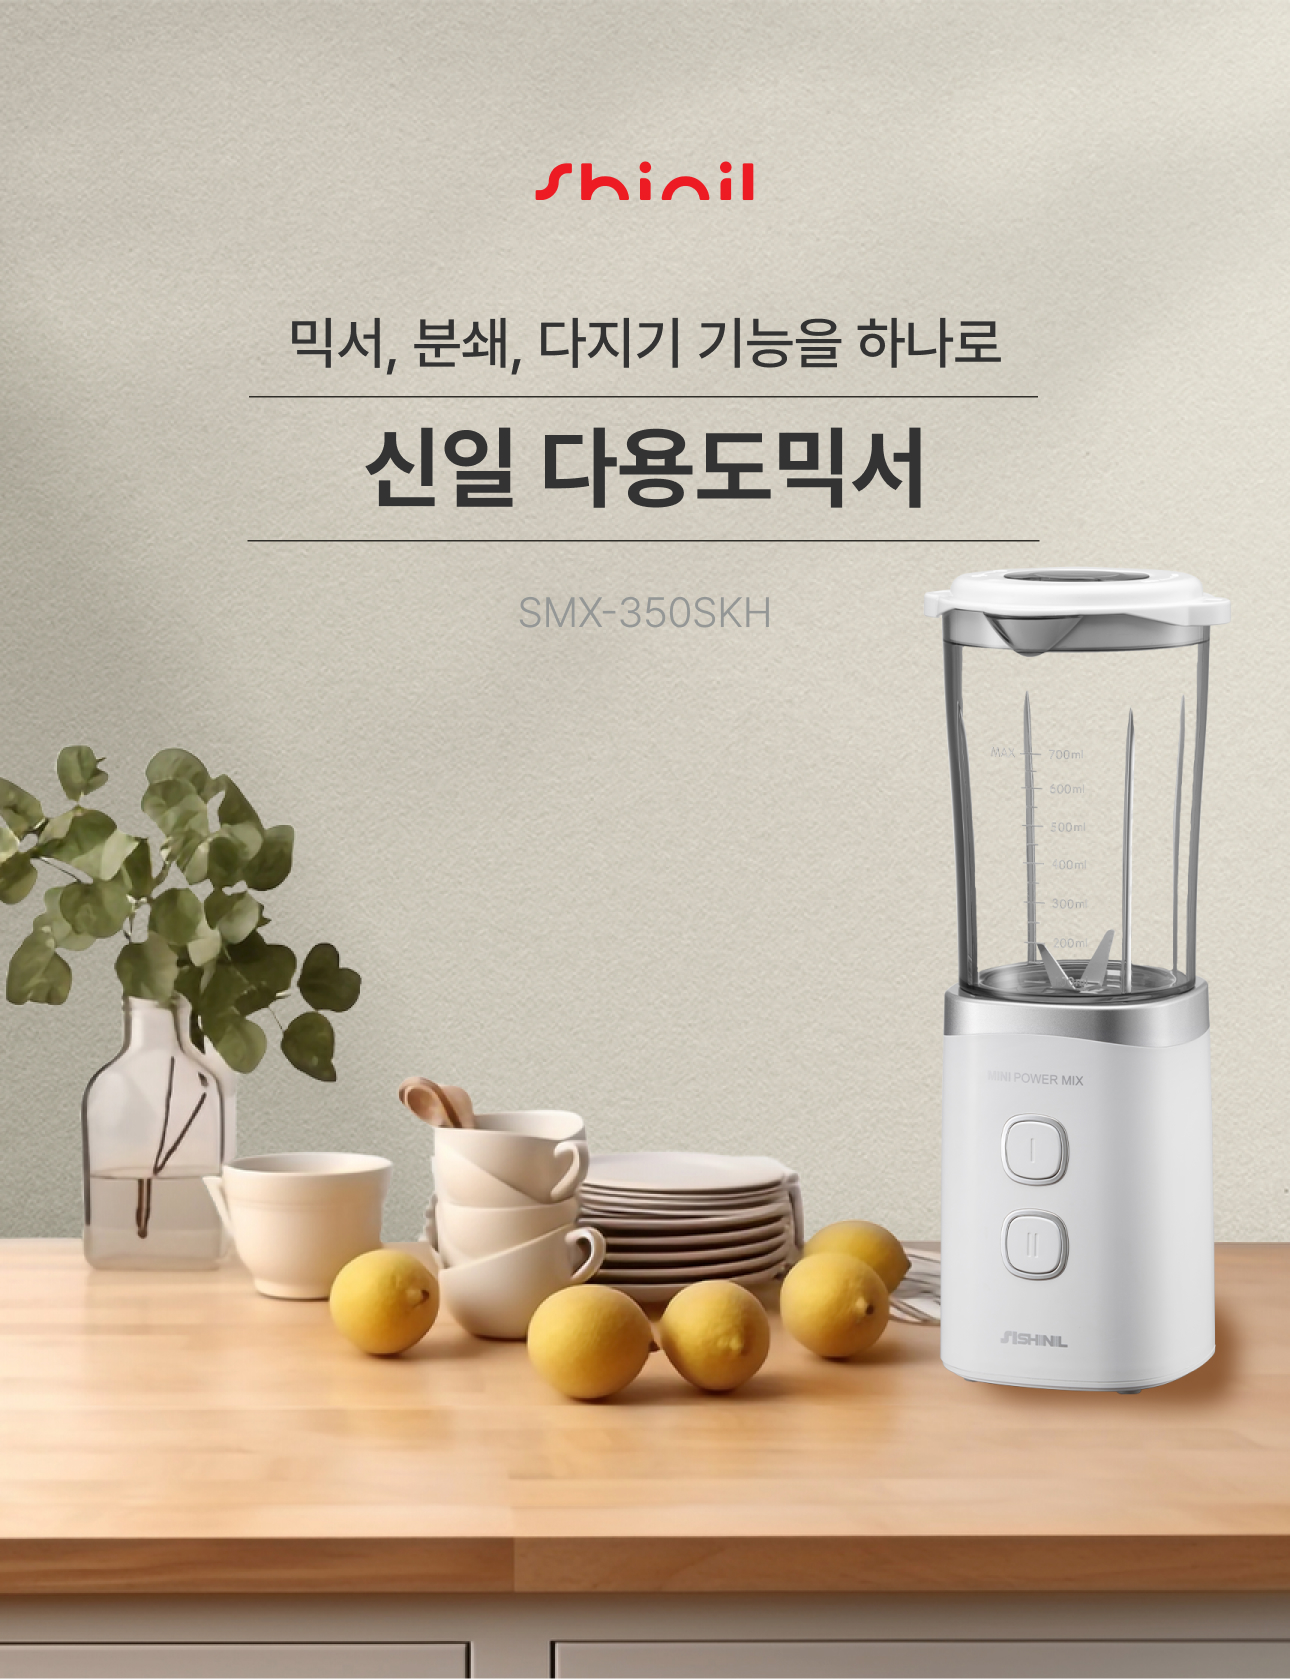 shinil
믹서, 분쇄, 다지기 기능을 하나로
신일 다용도믹서
SMX-350SKH
MAX 700ml
600ml
500ml
400ml
300ml
200ml
MINI POWER MIX
I
II
SHINIL